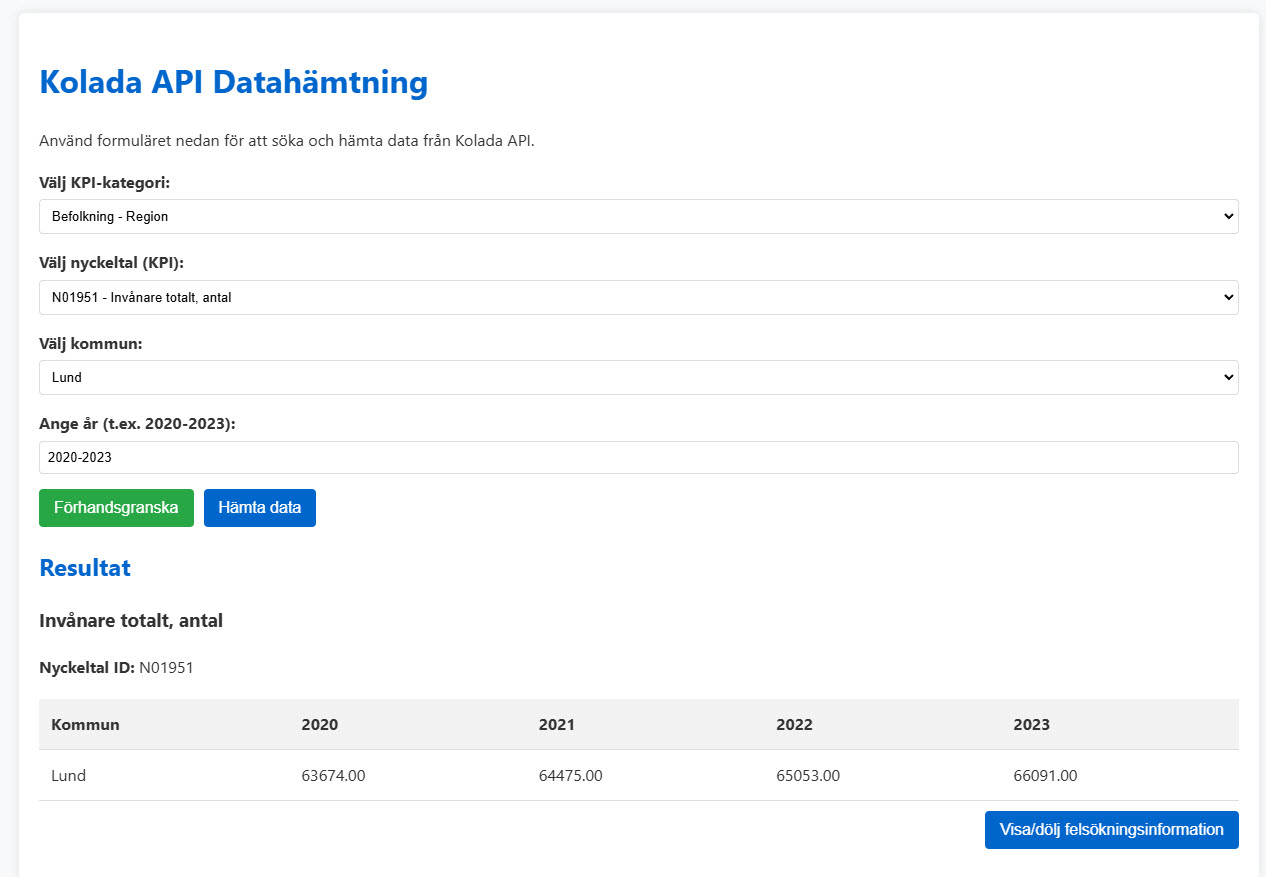 Kolada API Datahämtning
Använd formuläret nedan för att söka och hämta data från Kolada API.
Välj KPI-kategori:
Befolkning - Region
Välj nyckeltal (KPI):
N01951 - Invånare totalt, antal
Välj kommun:
Lund
Ange år (t.ex. 2020-2023):
2020-2023
Förhandsgranska Hämta data
Resultat
Invånare totalt, antal
Nyckeltal ID: N01951
Kommun 2020 2021 2022 2023
Lund 63674.00 64475.00 65053.00 66091.00
Visa/dölj felsökningsinformation